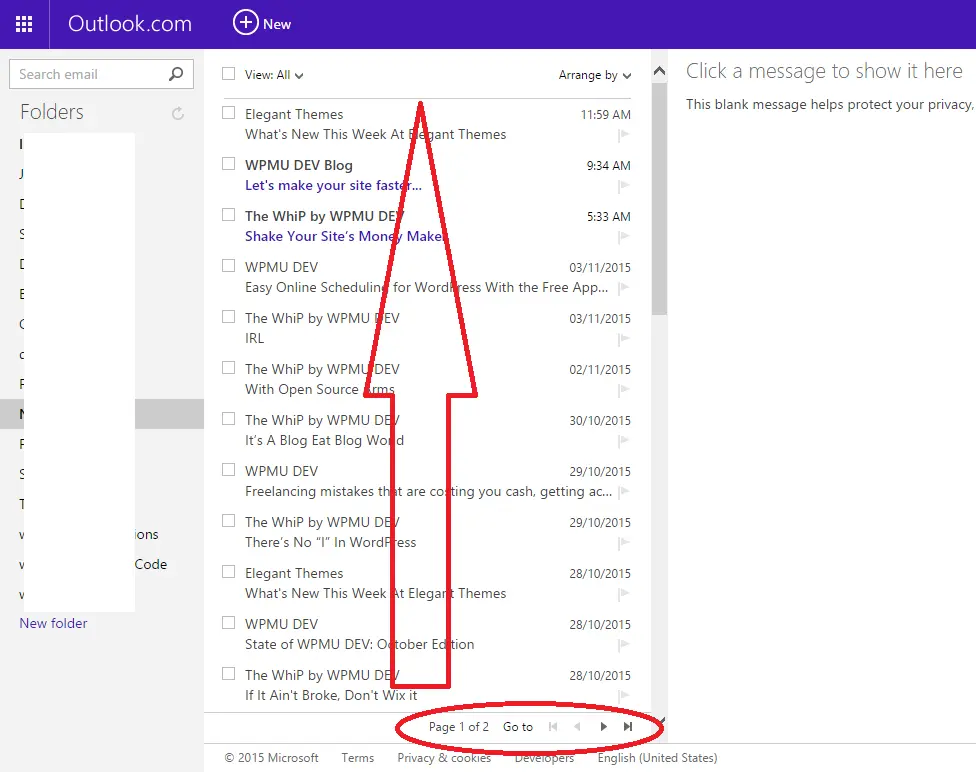 Outlook.com
New
Search email
Folders
ions
Code
New folder
View: All
Arrange by
Elegant Themes 11:59 AM
What's New This Week At Elegant Themes
WPMU DEV Blog 9:34 AM
Let's make your site faster...
The WhiP by WPMU DEV 5:33 AM
Shake Your Site's Money Maker
WPMU DEV 03/11/2015
Easy Online Scheduling for WordPress With the Free App...
The WhiP by WPMU DEV 03/11/2015
IRL
The WhiP by WPMU DEV 02/11/2015
With Open Source Arms
The WhiP by WPMU DEV 30/10/2015
It's A Blog Eat Blog World
WPMU DEV 29/10/2015
Freelancing mistakes that are costing you cash, getting ac...
The WhiP by WPMU DEV 29/10/2015
There's No “I” In WordPress
Elegant Themes 28/10/2015
What's New This Week At Elegant Themes
WPMU DEV 28/10/2015
State of WPMU DEV: October Edition
The WhiP by WPMU DEV 28/10/2015
If It Ain't Broke, Don't Wix it
Page 1 of 2 Go to
Click a message to show it here
This blank message helps protect your privacy,
© 2015 Microsoft Terms Privacy & cookies Developers English (United States)